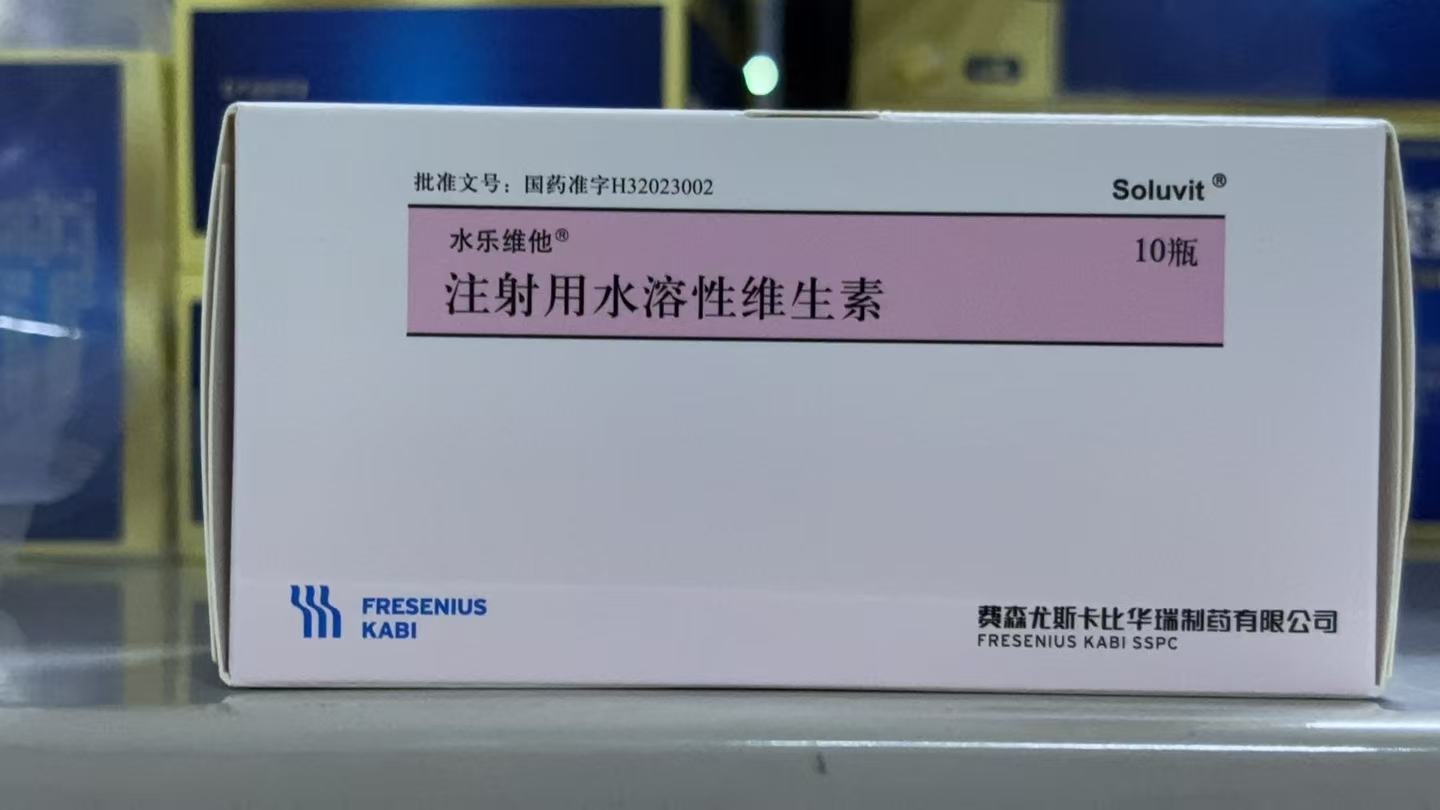 批准文号：国药准字H32023002
Soluvit®
水乐维他®
10瓶
注射用水溶性维生素
FRESENIUS
KABI
费森尤斯卡比华瑞制药有限公司
FRESENIUS KABI SSPC